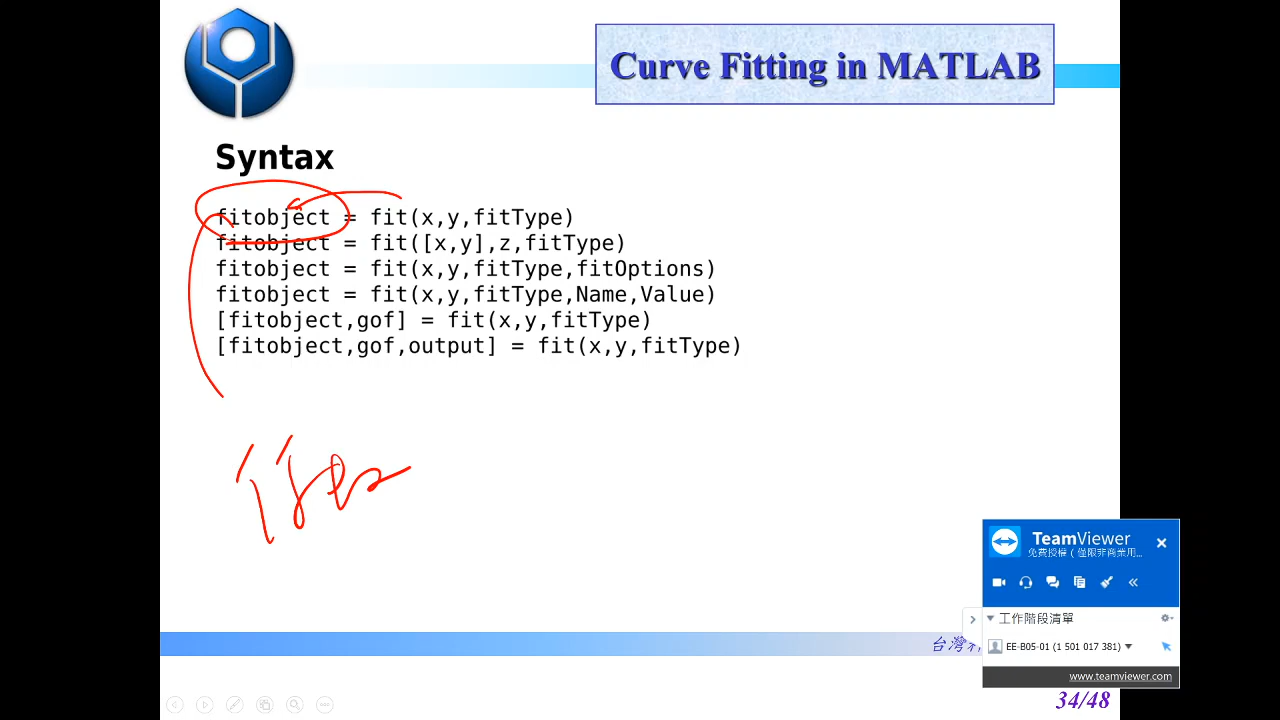 Curve Fitting in MATLAB
Syntax
fitobject = fit(x,y,fitType)
fitobject = fit([x,y],z,fitType)
fitobject = fit(x,y,fitType,fitOptions)
fitobject = fit(x,y,fitType,Name,Value)
[fitobject,gof] = fit(x,y,fitType)
[fitobject,gof,output] = fit(x,y,fitType)
TeamViewer
免費授權（僅限非商業用...
工作階段清單
EE-B05-01 (1 501 017 381)
www.teamviewer.com
台灣
34/48